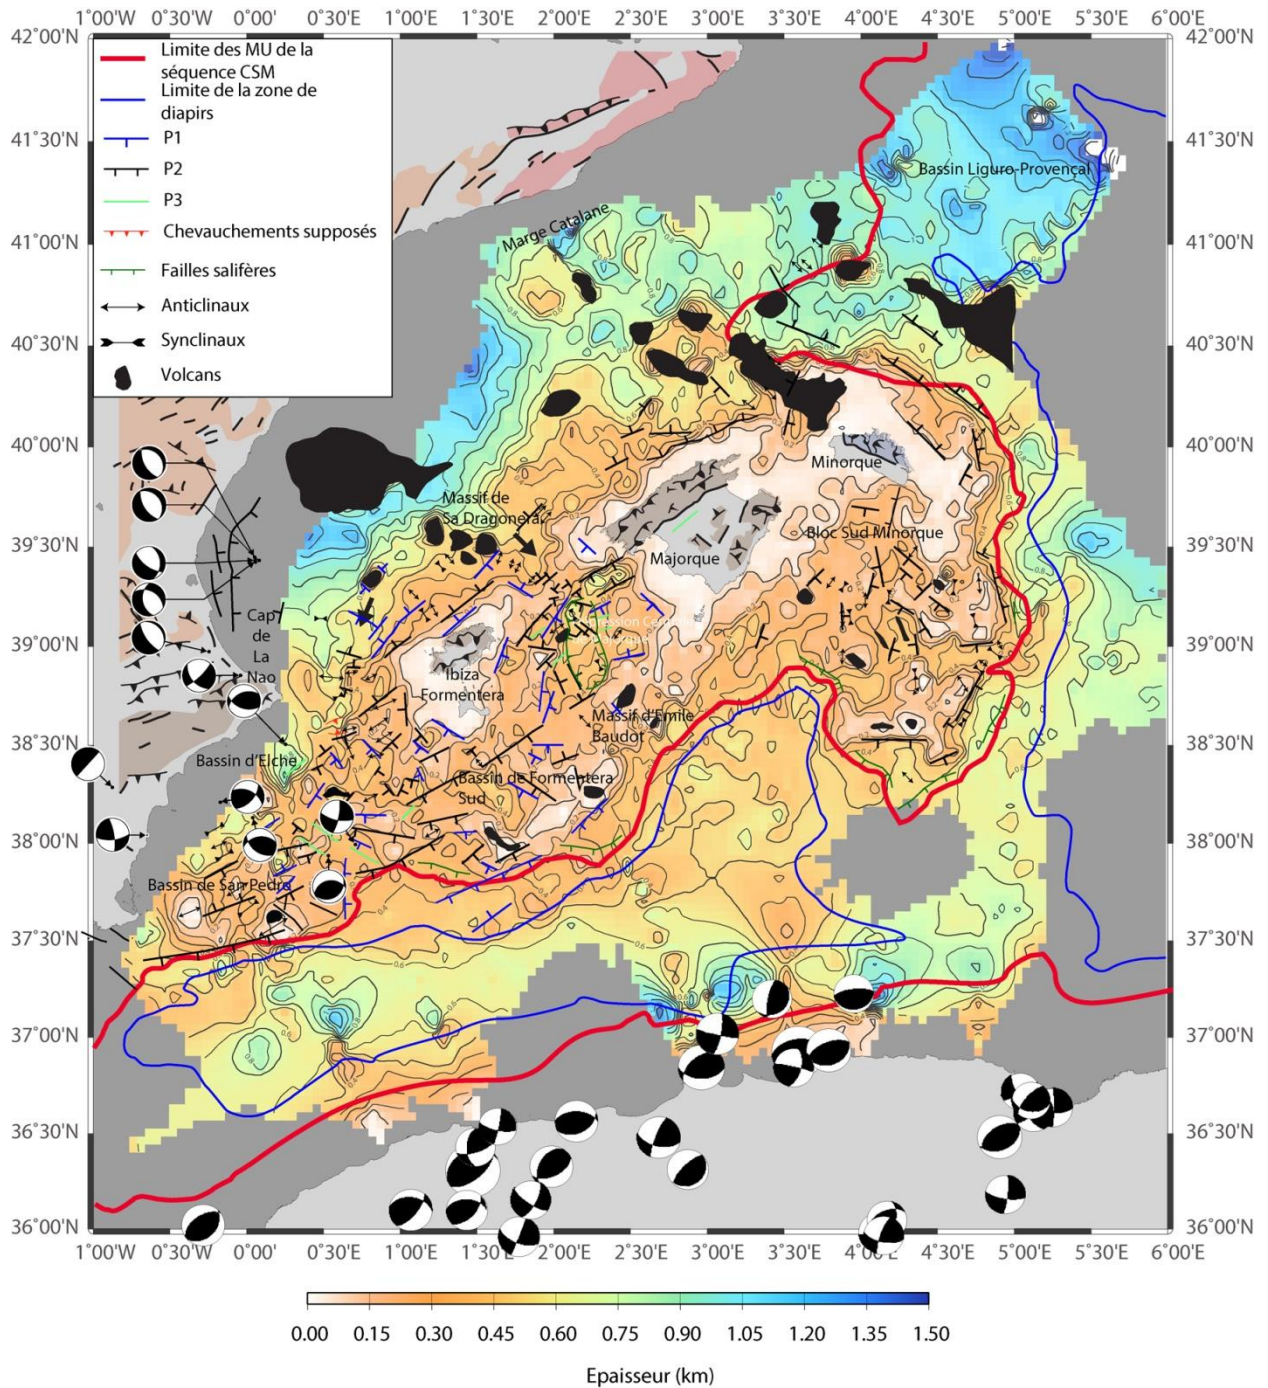 1°00'W 0°30'W 0°00' 0°30'E 1°00'E 1°30'E 2°00'E 2°30'E 3°00'E 3°30'E 4°00'E 4°30'E 5°00'E 5°30'E 6°00'E
42°00'N 42°00'N
Limite des MU de la
séquence CSM
Limite de la zone de
diapirs
P1
P2
P3
Chevauchements supposés
Failles salifères
Anticlinaux
Synclinaux
Volcans
41°30'N 41°30'N
Bassin Liguro-Provençal
Marge Catalane
41°00'N 41°00'N
40°30'N 40°30'N
40°00'N 40°00'N
Minorque
Massif de
Sa Dragonera
39°30'N 39°30'N
Bloc Sud Minorque
Majorque
Cap
de
La
Nao
39°00'N 39°00'N
Ibiza
Formentera
Massif d'Emile
Baudot
38°30'N 38°30'N
Bassin d'Elche
Bassin de Formentera
Sud
38°00'N 38°00'N
Bassin de San Pedro
37°30'N 37°30'N
37°00'N 37°00'N
36°30'N 36°30'N
36°00'N 36°00'N
1°00'W 0°30'W 0°00' 0°30'E 1°00'E 1°30'E 2°00'E 2°30'E 3°00'E 3°30'E 4°00'E 4°30'E 5°00'E 5°30'E 6°00'E
0.00 0.15 0.30 0.45 0.60 0.75 0.90 1.05 1.20 1.35 1.50
Epaisseur (km)